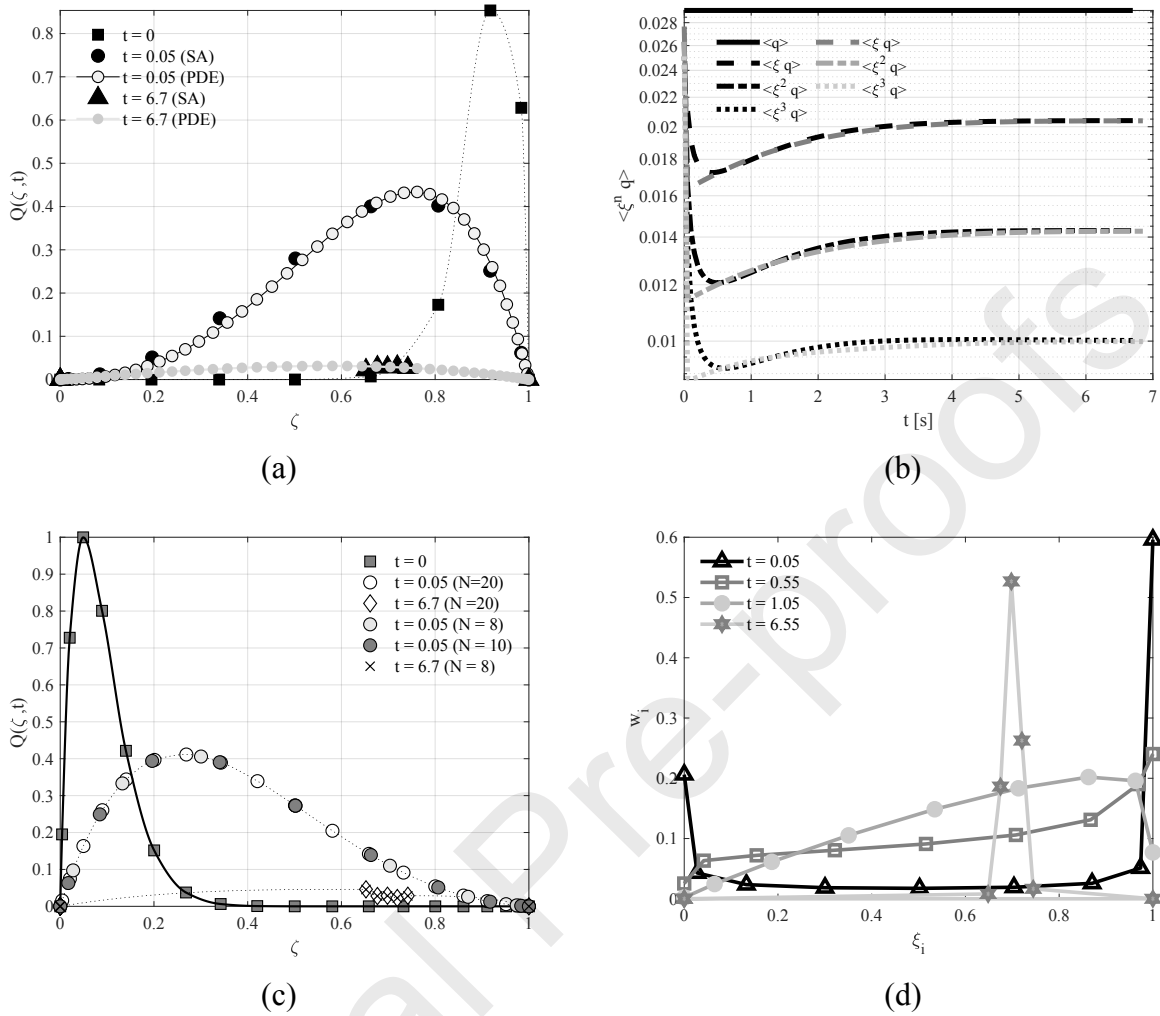 t = 0
t = 0.05 (SA)
t = 0.05 (PDE)
t = 6.7 (SA)
t = 6.7 (PDE)
0.8
0.7
0.6
0.5
0.4
0.3
0.2
0.1
0
Q(ζ ,t)
0 0.2 0.4 0.6 0.8 1
ζ
(a)
<q>
<ξ q>
<ξ² q>
<ξ³ q>
<ξ q>
<ξ² q>
<ξ³ q>
0.028
0.026
0.024
0.022
0.02
0.018
0.016
0.014
0.012
0.01
<ξⁿ q>
0 1 2 3 4 5 6 7
t [s]
(b)
t = 0
t = 0.05 (N=20)
t = 6.7 (N =20)
t = 0.05 (N = 8)
t = 0.05 (N = 10)
t = 6.7 (N = 8)
1
0.9
0.8
0.7
0.6
0.5
0.4
0.3
0.2
0.1
0
Q(ζ ,t)
0 0.2 0.4 0.6 0.8 1
ζ
(c)
t = 0.05
t = 0.55
t = 1.05
t = 6.55
0.6
0.5
0.4
0.3
0.2
0.1
0
wᵢ
0 0.2 0.4 0.6 0.8 1
ξᵢ
(d)
al Pre-proofs